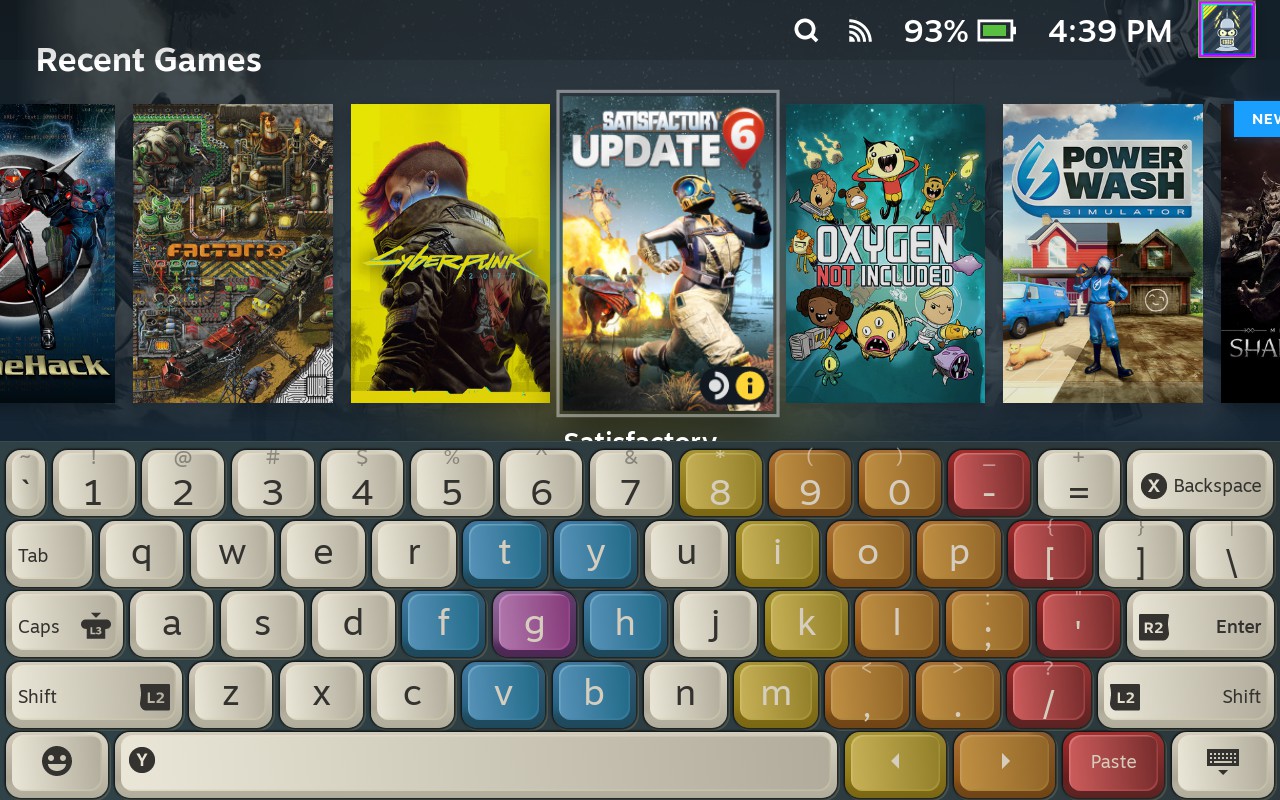 93% 4:39 PM
Recent Games
NEW
SATISFACTORY
UPDATE 6
FACTORIO
CYBERPUNK
OXYGEN
NOT INCLUDED
POWER
WASH
SIMULATOR
eHack
SHA
i
Satisfactory
~ ! @ # $ % ^ & * ( ) _ +
` 1 2 3 4 5 6 7 8 9 0 - = X Backspace
{ } |
Tab q w e r t y u i o p [ ] \
: "
Caps L3 a s d f g h j k l ; ' R2 Enter
< > ?
Shift L2 z x c v b n m , . / L2 Shift
Y Paste